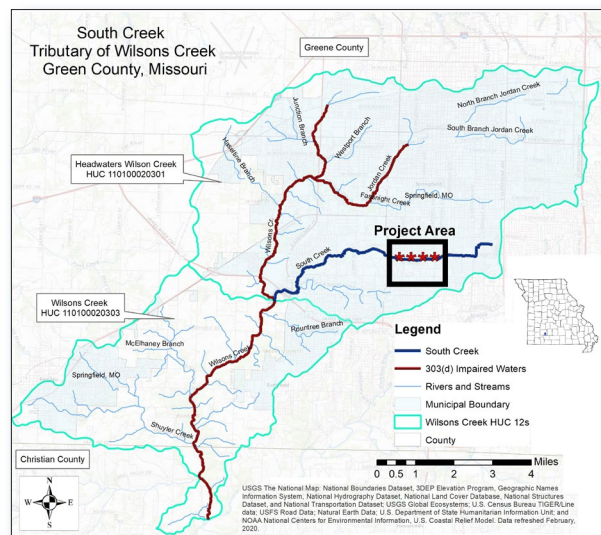 South Creek
Tributary of Wilsons Creek
Green County, Missouri
Greene County
North Branch Jordan Creek
South Branch Jordan Creek
Junction Branch
Westport Branch
Hazeltine Branch
Jorden Creek
Headwaters Wilson Creek
HUC 110100020301
Fassnight Creek
Springfield, MO
Project Area
****
Wilsons Cr.
South Creek
Wilsons Creek
HUC 110100020303
Rountree Branch
McElhaney Branch
Wilsons Creek
Springfield, MO
Shuyler Creek
Christian County
Legend
South Creek
303(d) Impaired Waters
Rivers and Streams
Municipal Boundary
Wilsons Creek HUC 12s
County
Miles
0 0.5 1 2 3 4
N
W E
S
USGS The National Map: National Boundaries Dataset, 3DEP Elevation Program, Geographic Names
Information System, National Hydrography Dataset, National Land Cover Database, National Structures
Dataset, and National Transportation Dataset; USGS Global Ecosystems; U.S. Census Bureau TIGER/Line
data; USFS Road Data; Natural Earth Data; U.S. Department of State Humanitarian Information Unit; and
NOAA National Centers for Environmental Information, U.S. Coastal Relief Model. Data refreshed February,
2020.